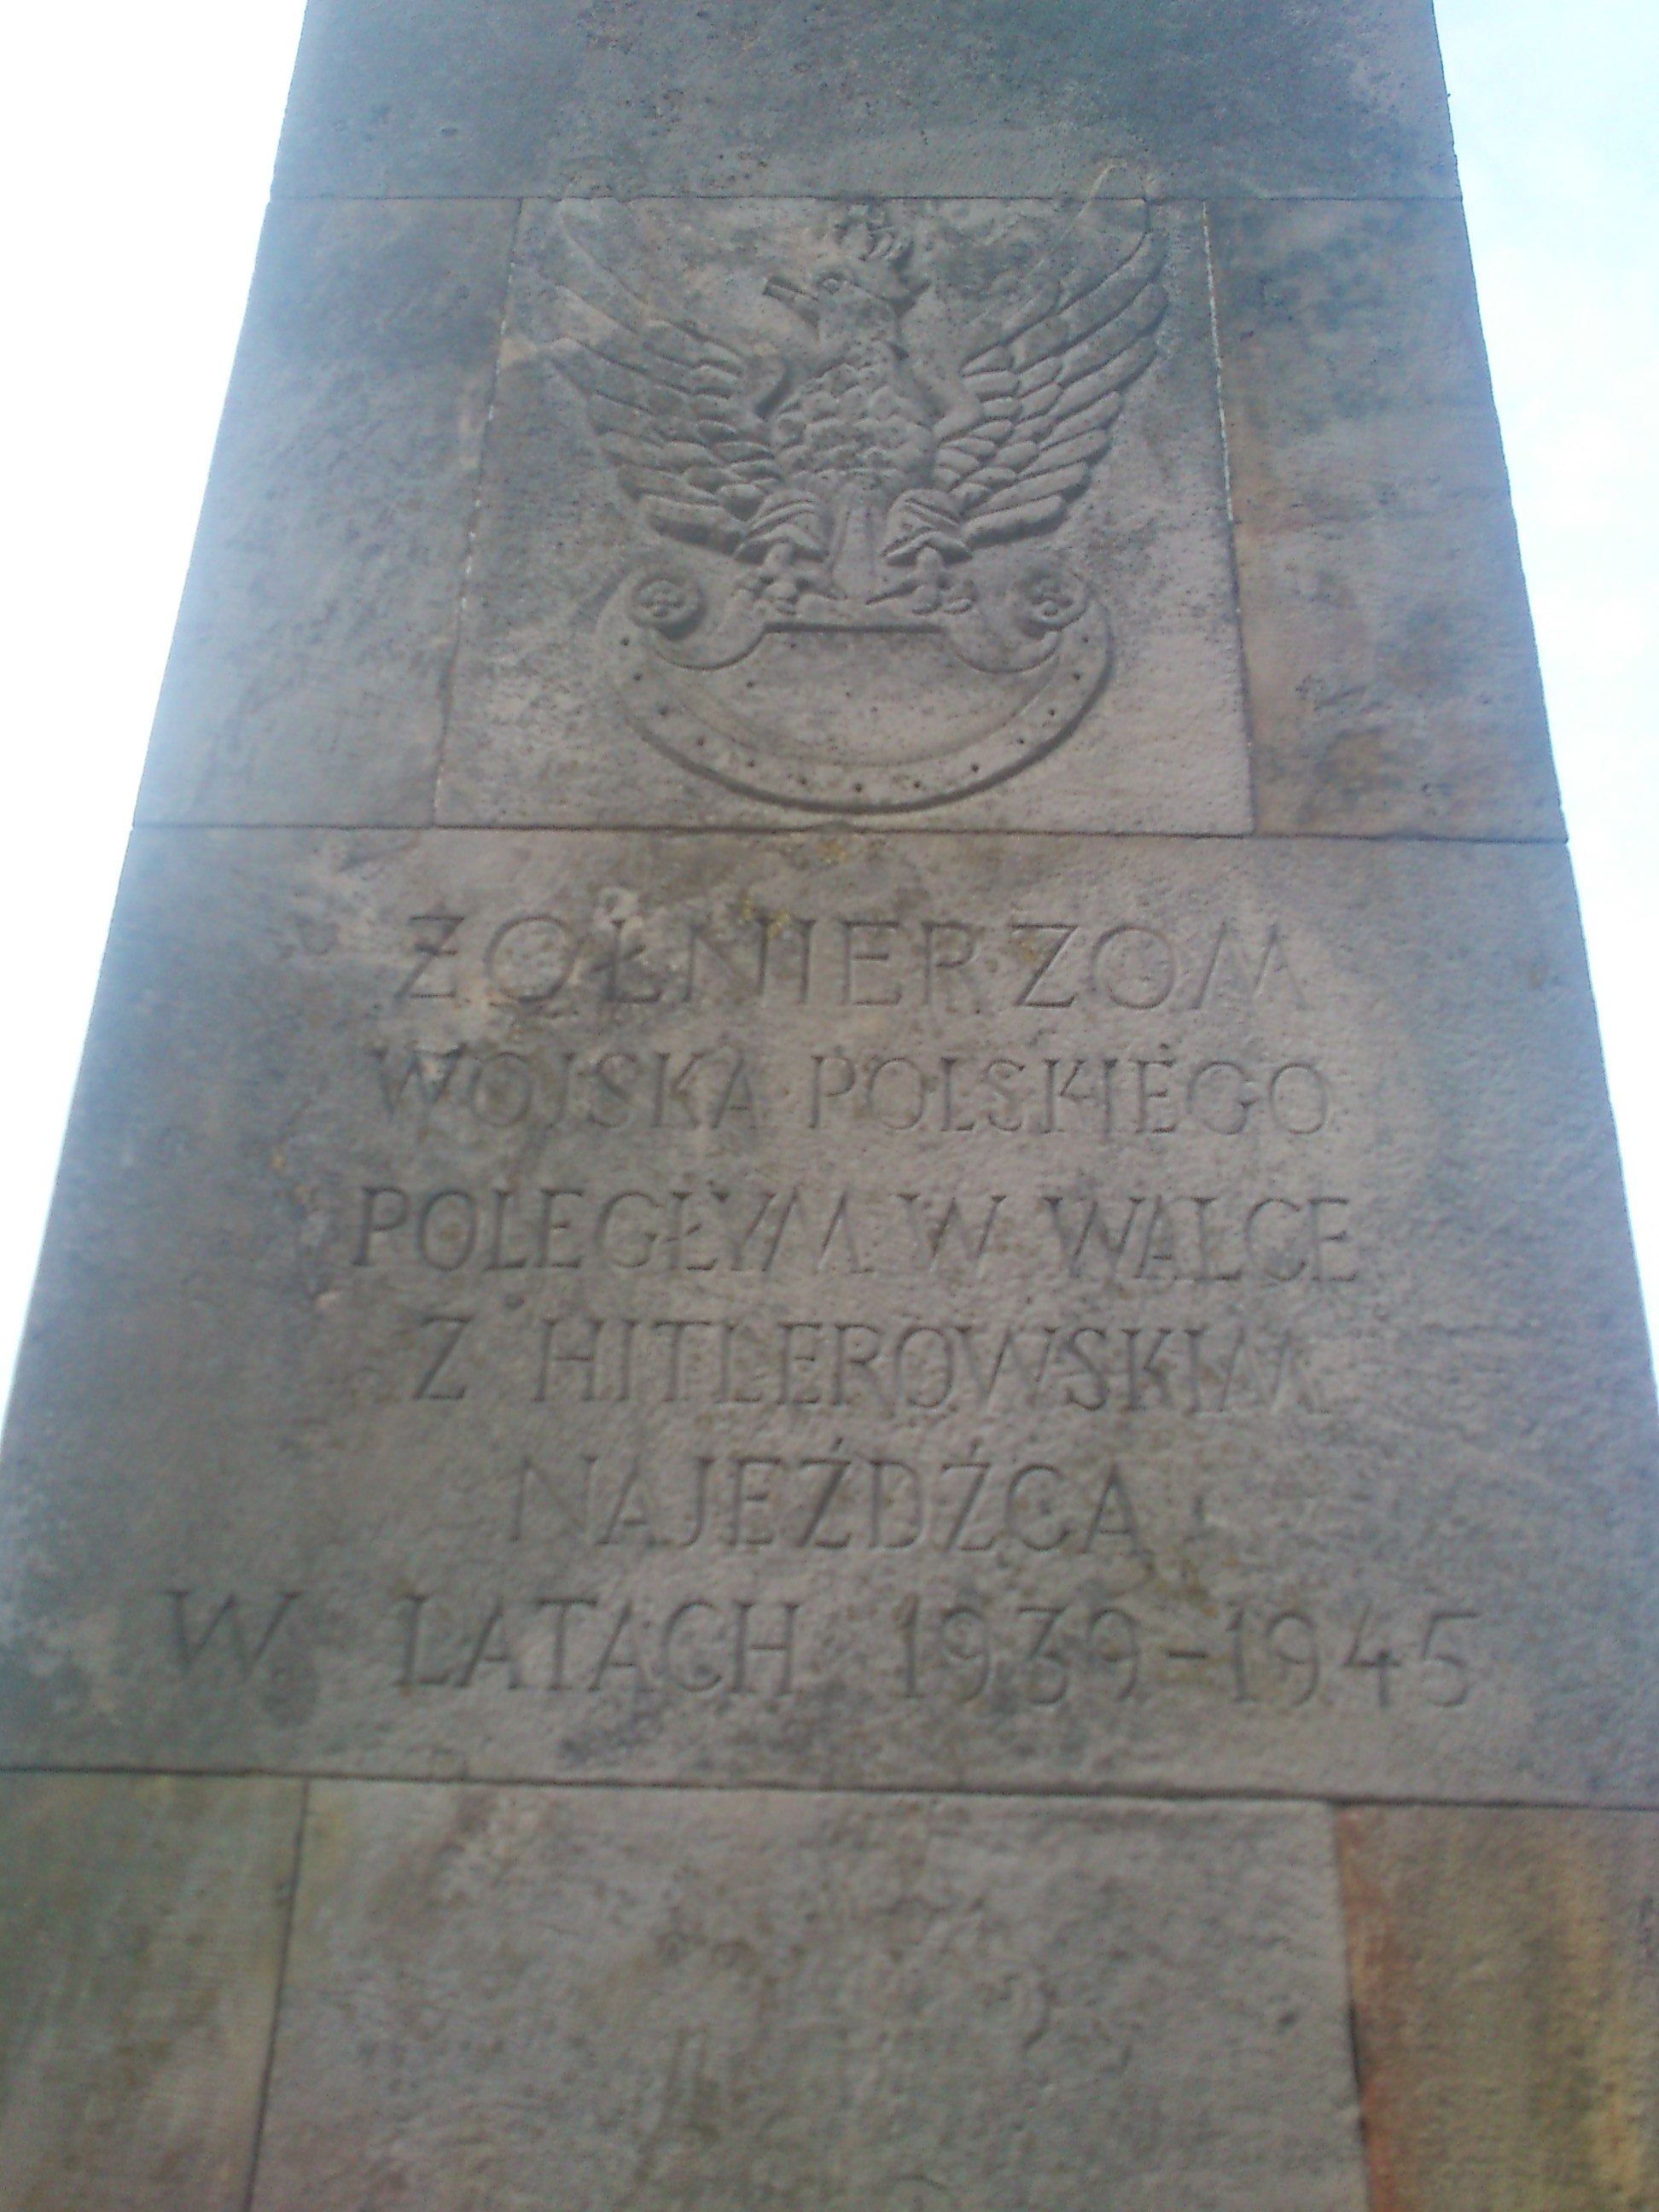 ŻOŁNIERZOM
WOJSKA POLSKIEGO
POLEGŁYM W WALCE
Z HITLEROWSKIM
NAJEŹDŹCĄ
W LATACH 1939-1945